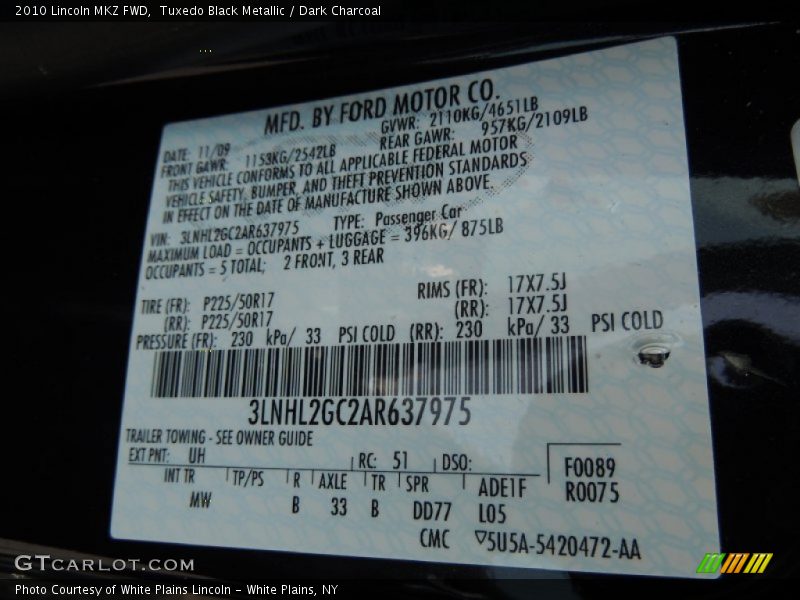 2010 Lincoln MKZ FWD,  Tuxedo Black Metallic / Dark Charcoal
MFD. BY FORD MOTOR CO.
DATE: 11/09 GVWR: 2110KG/4651LB
FRONT GAWR: 1153KG/2542LB REAR GAWR: 957KG/2109LB
THIS VEHICLE CONFORMS TO ALL APPLICABLE FEDERAL MOTOR
VEHICLE SAFETY, BUMPER, AND THEFT PREVENTION STANDARDS
IN EFFECT ON THE DATE OF MANUFACTURE SHOWN ABOVE.
VIN: 3LNHL2GC2AR637975 TYPE: Passenger Car
MAXIMUM LOAD = OCCUPANTS + LUGGAGE = 396KG/ 875LB
OCCUPANTS = 5 TOTAL; 2 FRONT, 3 REAR
TIRE (FR): P225/50R17 RIMS (FR): 17X7.5J
(RR): P225/50R17 (RR): 17X7.5J
PRESSURE (FR): 230 kPa/ 33 PSI COLD (RR): 230 kPa/ 33 PSI COLD
3LNHL2GC2AR637975
TRAILER TOWING - SEE OWNER GUIDE
EXT PNT: UH RC: 51 DSO: F0089
INT TR TP/PS R AXLE TR SPR ADE1F R0075
MW B 33 B DD77 L05
CMC ▽5U5A-5420472-AA
GTCARLOT.COM
Photo Courtesy of White Plains Lincoln - White Plains, NY